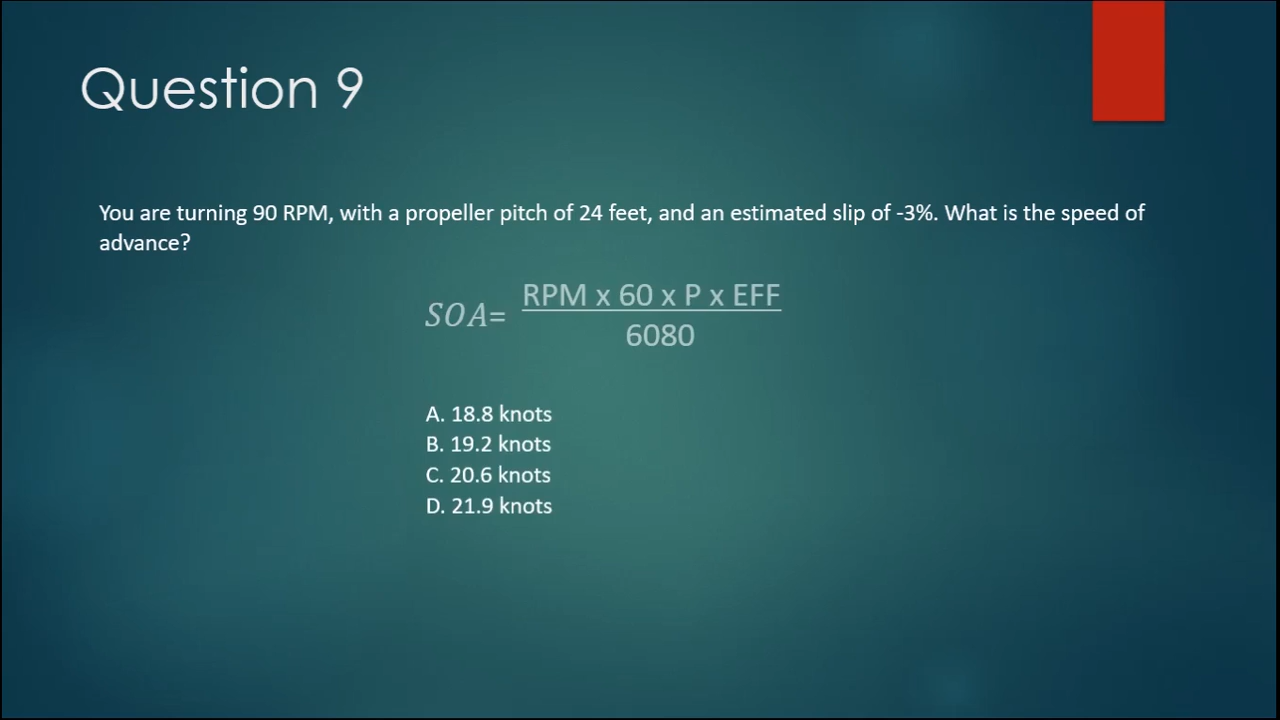 Question 9
You are turning 90 RPM, with a propeller pitch of 24 feet, and an estimated slip of -3%. What is the speed of
advance?
RPM x 60 x P x EFF
SOA=
6080
A. 18.8 knots
B. 19.2 knots
C. 20.6 knots
D. 21.9 knots